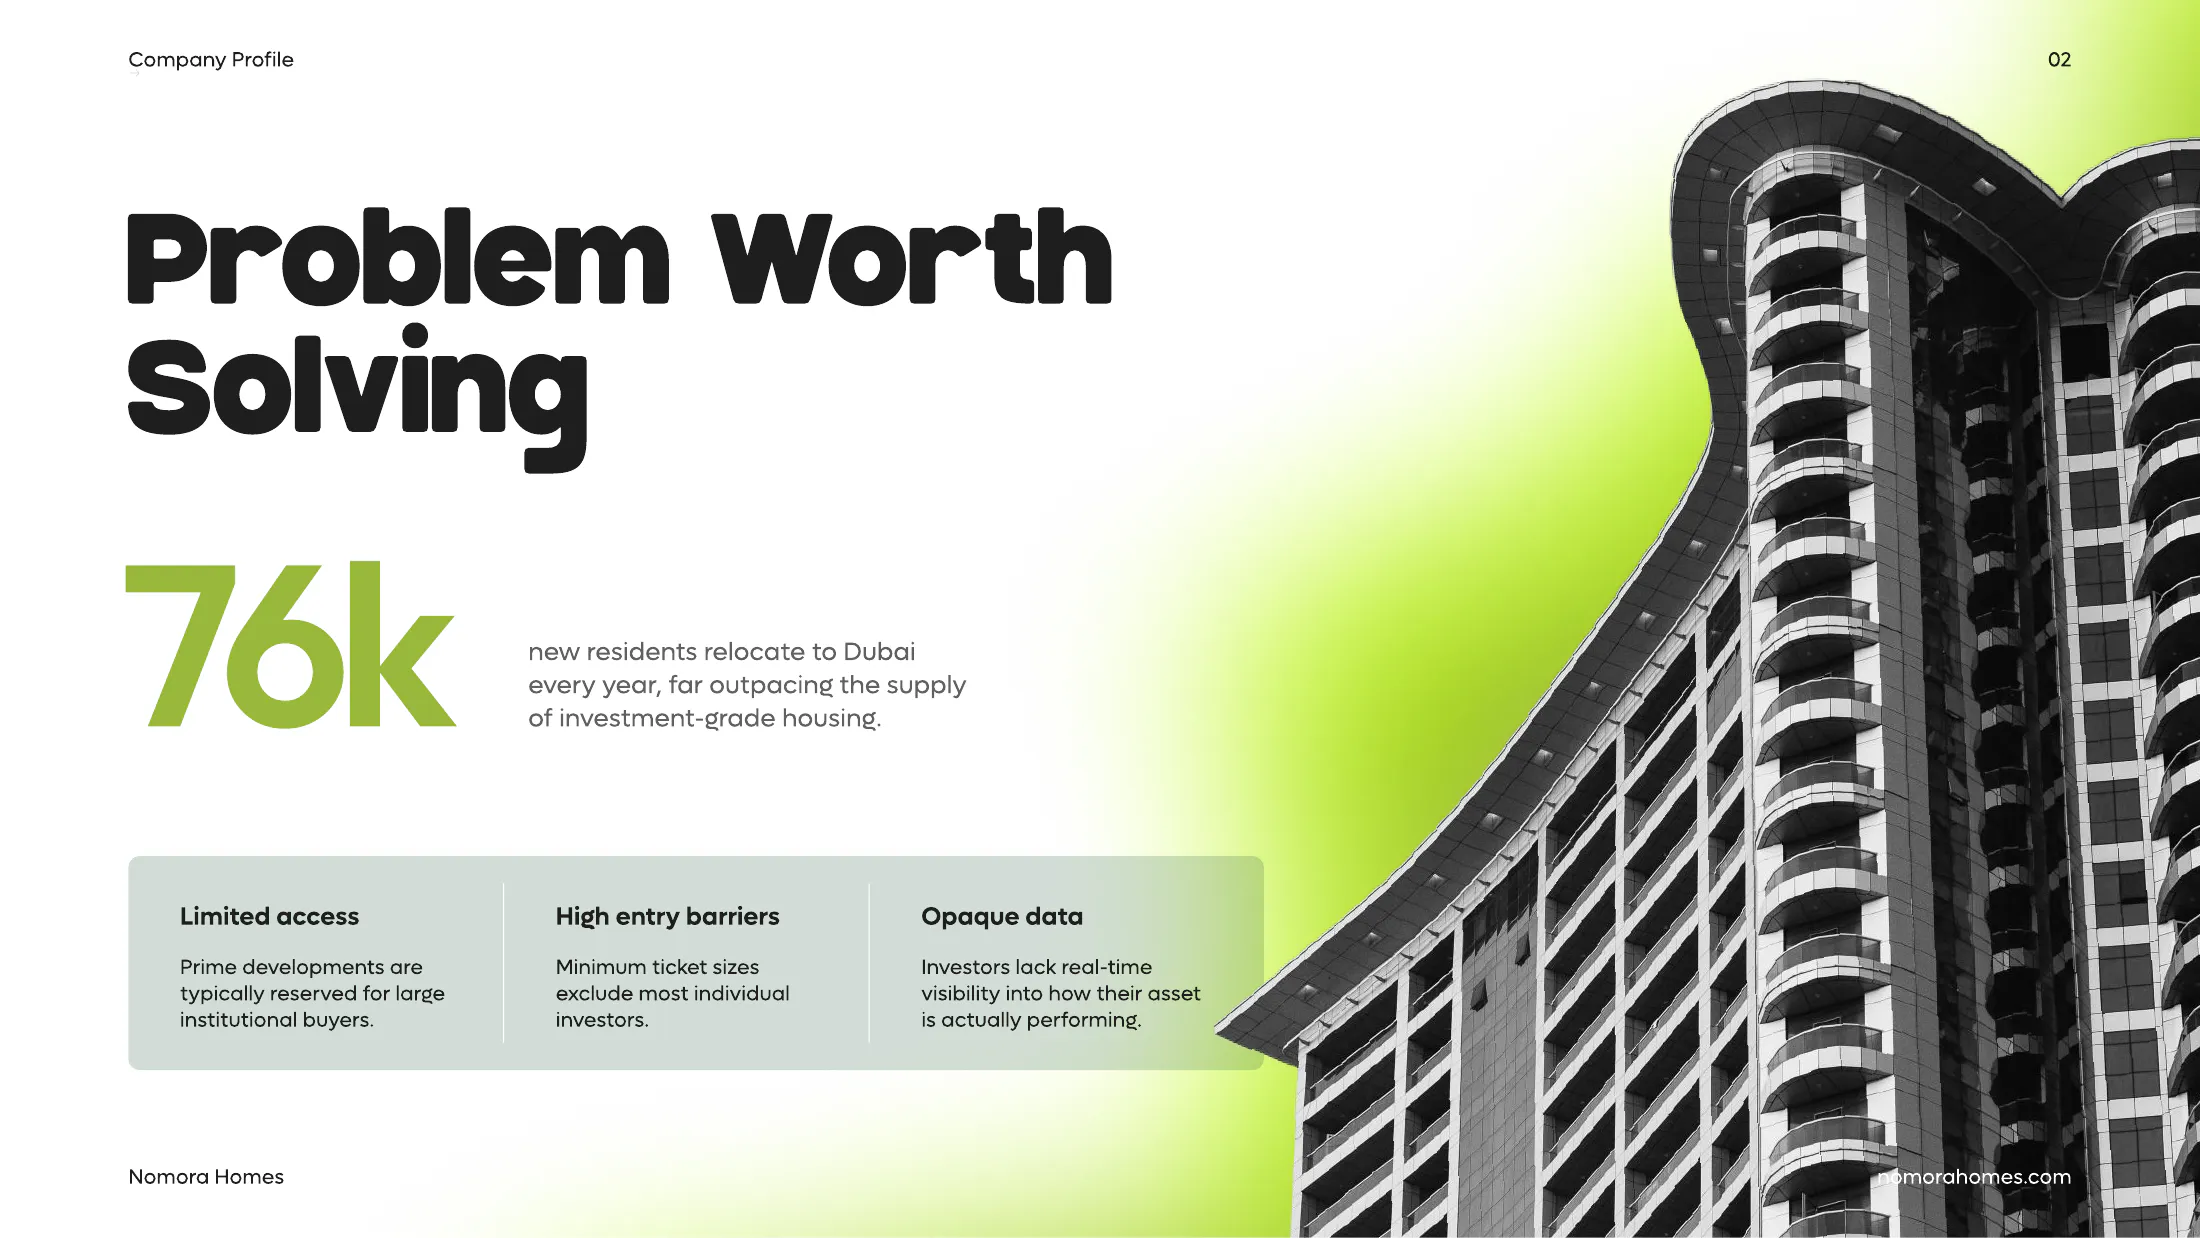 Company Profile
02
Problem Worth
Solving
76k
new residents relocate to Dubai
every year, far outpacing the supply
of investment-grade housing.
Limited access
Prime developments are
typically reserved for large
institutional buyers.
High entry barriers
Minimum ticket sizes
exclude most individual
investors.
Opaque data
Investors lack real-time
visibility into how their asset
is actually performing.
Nomora Homes
nomorahomes.com